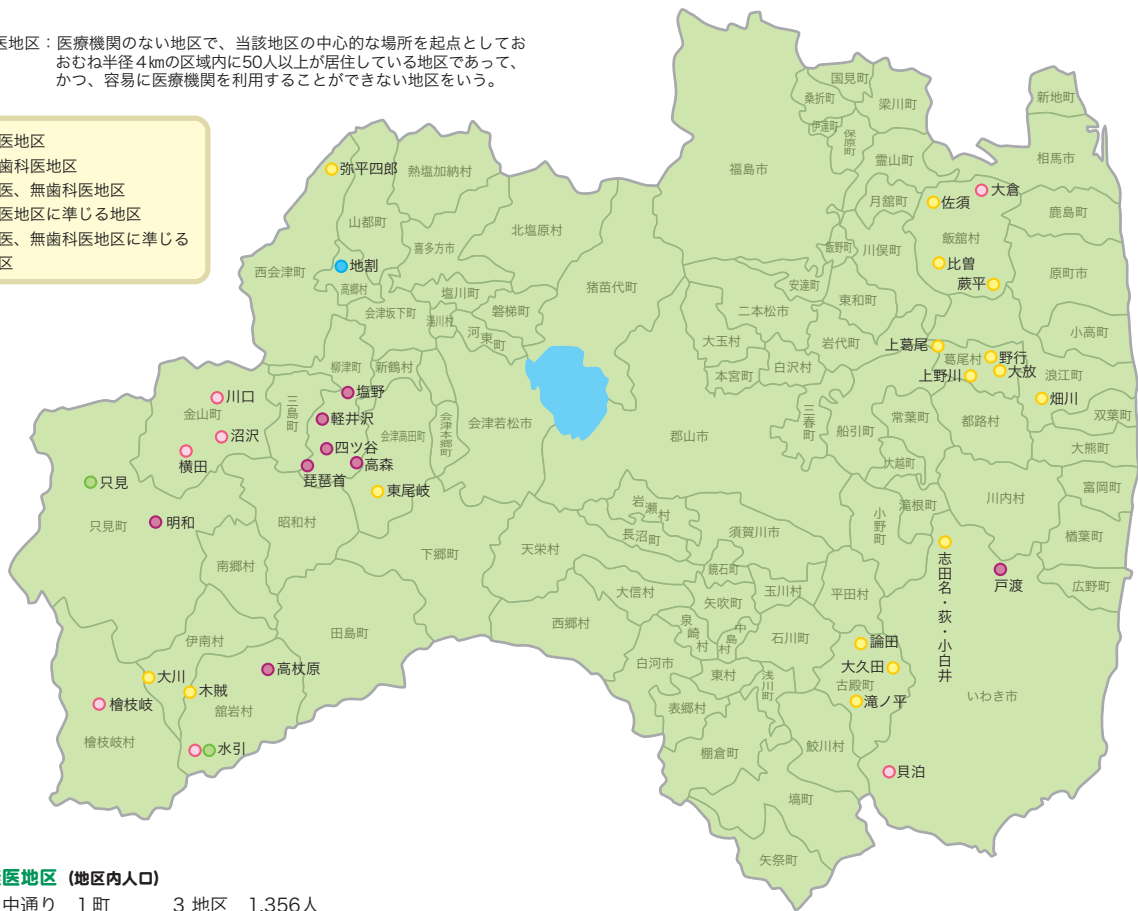 医地区：医療機関のない地区で、当該地区の中心的な場所を起点としてお
おむね半径４㎞の区域内に50人以上が居住している地区であって、
かつ、容易に医療機関を利用することができない地区をいう。
医地区
歯科医地区
医、無歯科医地区
医地区に準じる地区
医、無歯科医地区に準じる
区
国見町
桑折町
梁川町
新地町
伊達町
保原町
相馬市
福島市
霊山町
弥平四郎
熱塩加納村
大倉
月舘町
佐須
鹿島町
山都町
北塩原村
飯舘村
喜多方市
飯野町
川俣町
地割
西会津町
比曽
原町市
高郷村
塩川町
猪苗代町
安達町
蕨平
会津坂下町
湯川村
磐梯町
二本松市
東和町
河東町
小高町
大玉村
岩代町
上葛尾
葛尾村
野行
柳津町
新鶴村
白沢村
大放
本宮町
上野川
浪江町
塩野
川口
畑川
金山町
三島町
軽井沢
会津本郷町
会津若松市
三春町
常葉町
都路村
双葉町
沼沢
会津高田町
郡山市
船引町
横田
四ツ谷
大熊町
高森
大越町
琵琶首
只見
東尾岐
岩瀬村
滝根町
川内村
富岡町
只見町
明和
昭和村
長沼町
須賀川市
小野町
楢葉町
下郷町
天栄村
志田名・荻・小白井
南郷村
鏡石町
戸渡
大信村
玉川村
平田村
広野町
矢吹町
西郷村
泉崎村
中島村
田島町
石川町
伊南村
論田
白河市
大久田
高杖原
東村
浅川町
大川
古殿町
木賊
いわき市
檜枝岐
舘岩村
滝ノ平
表郷村
檜枝岐村
水引
棚倉町
鮫川村
貝泊
塙町
矢祭町
医地区（地区内人口）
中通り　１町　３地区　1,356人